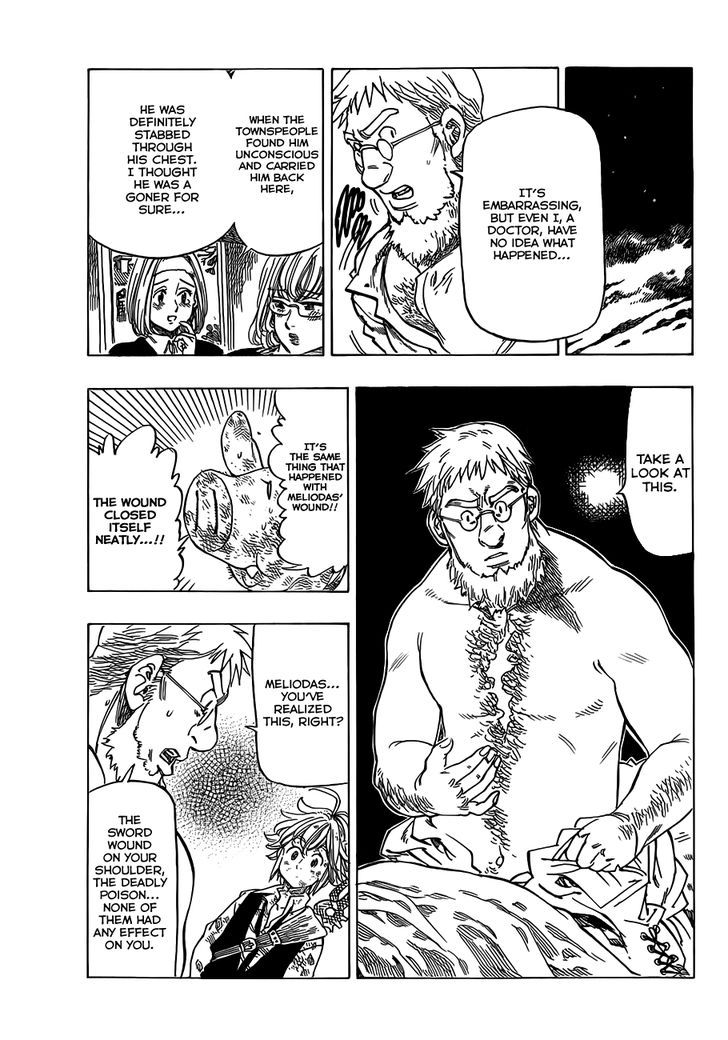 IT'S
EMBARRASSING,
BUT EVEN I, A
DOCTOR, HAVE
NO IDEA WHAT
HAPPENED...
WHEN THE
TOWNSPEOPLE
FOUND HIM
UNCONSCIOUS
AND CARRIED
HIM BACK
HERE,
HE WAS
DEFINITELY
STABBED
THROUGH
HIS CHEST.
I THOUGHT
HE WAS A
GONER FOR
SURE...
TAKE A
LOOK AT
THIS.
IT'S
THE SAME
THING THAT
HAPPENED
WITH
MELIODAS'
WOUND!!
THE WOUND
CLOSED
ITSELF
NEATLY...!!
MELIODAS...
YOU'VE
REALIZED
THIS, RIGHT?
THE
SWORD
WOUND
ON YOUR
SHOULDER,
THE DEADLY
POISON...
NONE OF
THEM HAD
ANY EFFECT
ON YOU.